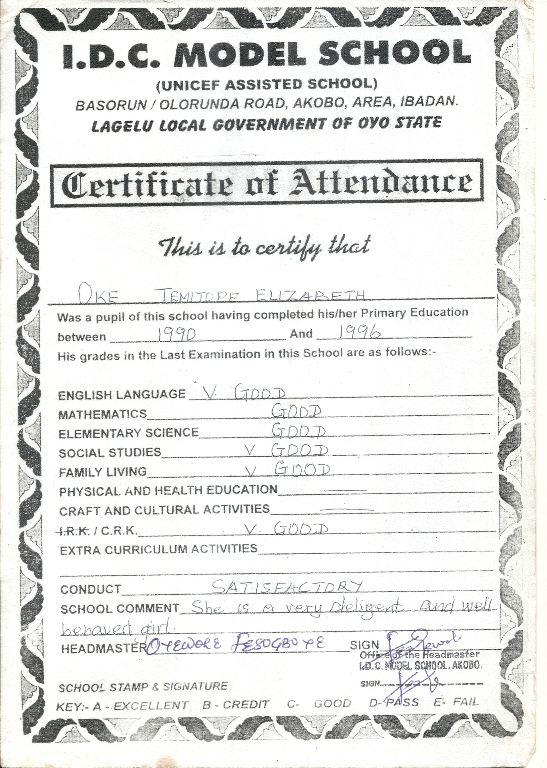 I.D.C. MODEL SCHOOL
(UNICEF ASSISTED SCHOOL)
BASORUN / OLORUNDA ROAD, AKOBO, AREA, IBADAN.
LAGELU LOCAL GOVERNMENT OF OYO STATE
Certificate of Attendance
This is to certify that
OKE TEMITOPE ELIZABETH
Was a pupil of this school having completed his/her Primary Education
between 1990 And 1996
His grades in the Last Examination in this School are as follows:-
ENGLISH LANGUAGE V. GOOD
MATHEMATICS GOOD
ELEMENTARY SCIENCE GOOD
SOCIAL STUDIES V GOOD
FAMILY LIVING V GOOD
PHYSICAL AND HEALTH EDUCATION
CRAFT AND CULTURAL ACTIVITIES
I.R.K. / C.R.K. V. GOOD
EXTRA CURRICULUM ACTIVITIES
CONDUCT SATISFACTORY
SCHOOL COMMENT She is a very deligent and well
behaved girl.
HEADMASTER OYEWORE FESOGBOYE SIGN
Office of the Headmaster
I.D.C. MODEL SCHOOL, AKOBO.
SIGN
SCHOOL STAMP & SIGNATURE
KEY:- A - EXCELLENT B - CREDIT C- GOOD D- PASS E- FAIL